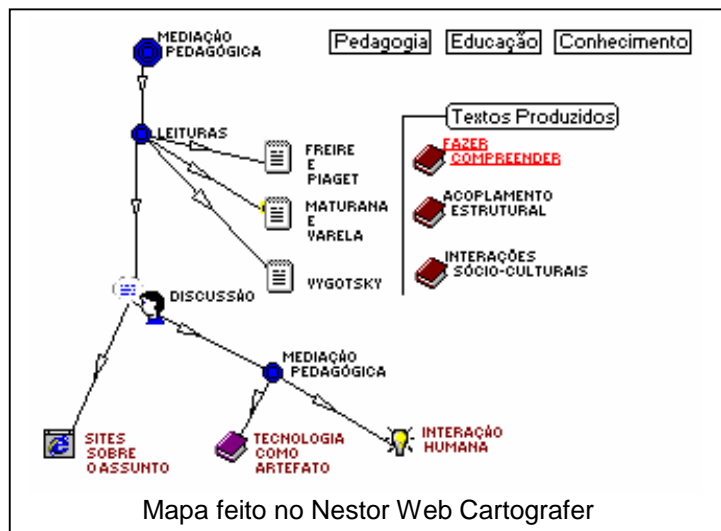 MEDIAÇÃO
PEDAGÓGICA
Pedagogia
Educação
Conhecimento
LEITURAS
FREIRE
E
PIAGET
MATURANA
E
VARELA
VYGOTSKY
Textos Produzidos
FAZER
COMPREENDER
ACOPLAMENTO
ESTRUTURAL
INTERAÇÕES
SÓCIO-CULTURAIS
DISCUSSÃO
MEDIAÇÃO
PEDAGÓGICA
SITES
SOBRE
O ASSUNTO
TECNOLOGIA
COMO
ARTEFATO
INTERAÇÃO
HUMANA
Mapa feito no Nestor Web Cartografer